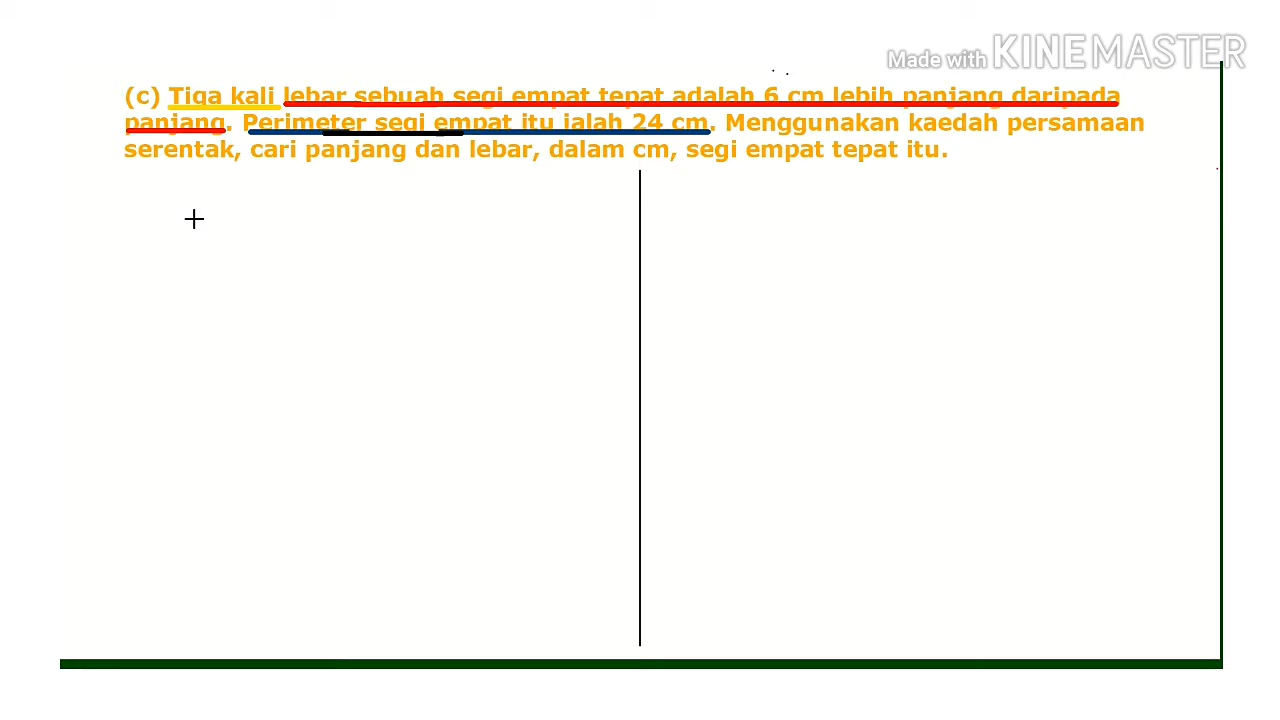 Made with KINEMASTER
(c) Tiga kali lebar sebuah segi empat tepat adalah 6 cm lebih panjang daripada
panjang. Perimeter segi empat itu ialah 24 cm. Menggunakan kaedah persamaan
serentak, cari panjang dan lebar, dalam cm, segi empat tepat itu.